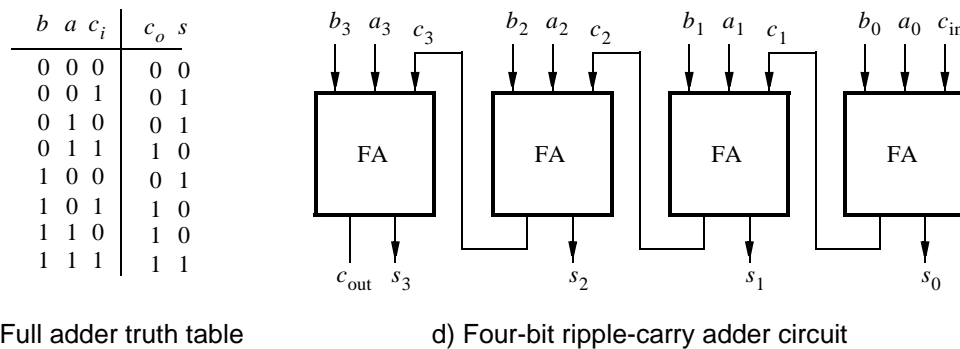 b a c_i c_o s
0 0 0 0 0
0 0 1 0 1
0 1 0 0 1
0 1 1 1 0
1 0 0 0 1
1 0 1 1 0
1 1 0 1 0
1 1 1 1 1
Full adder truth table
b_3 a_3 c_3 b_2 a_2 c_2 b_1 a_1 c_1 b_0 a_0 c_in
FA FA FA FA
c_out s_3 s_2 s_1 s_0
d) Four-bit ripple-carry adder circuit